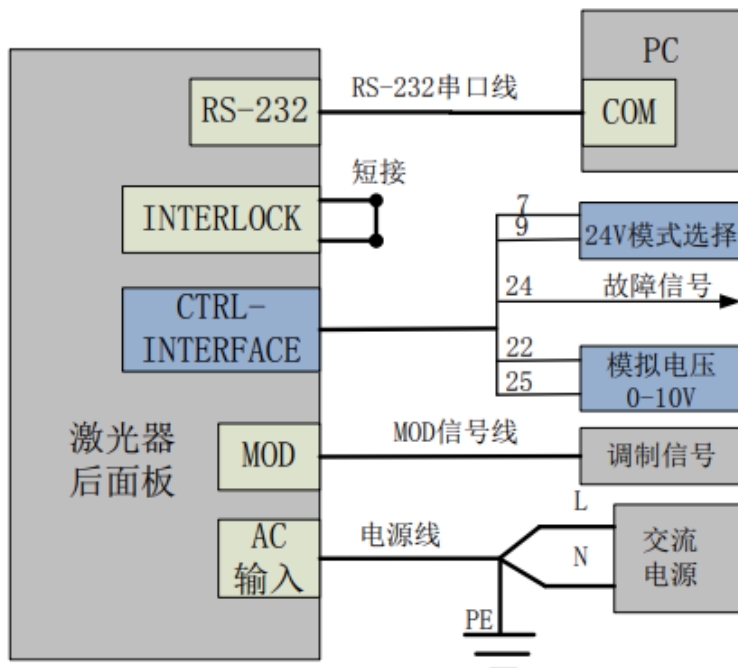 PC
RS-232串口线
RS-232
COM
短接
INTERLOCK
7
9
24V模式选择
CTRL-
INTERFACE
24
故障信号
22
25
模拟电压
0-10V
激光器
后面板
MOD
MOD信号线
调制信号
AC
输入
电源线
L
N
交流
电源
PE